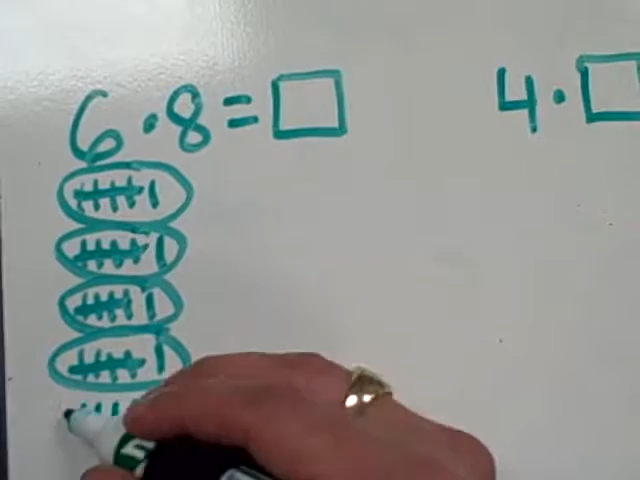 6 · 8 = □
4 · □